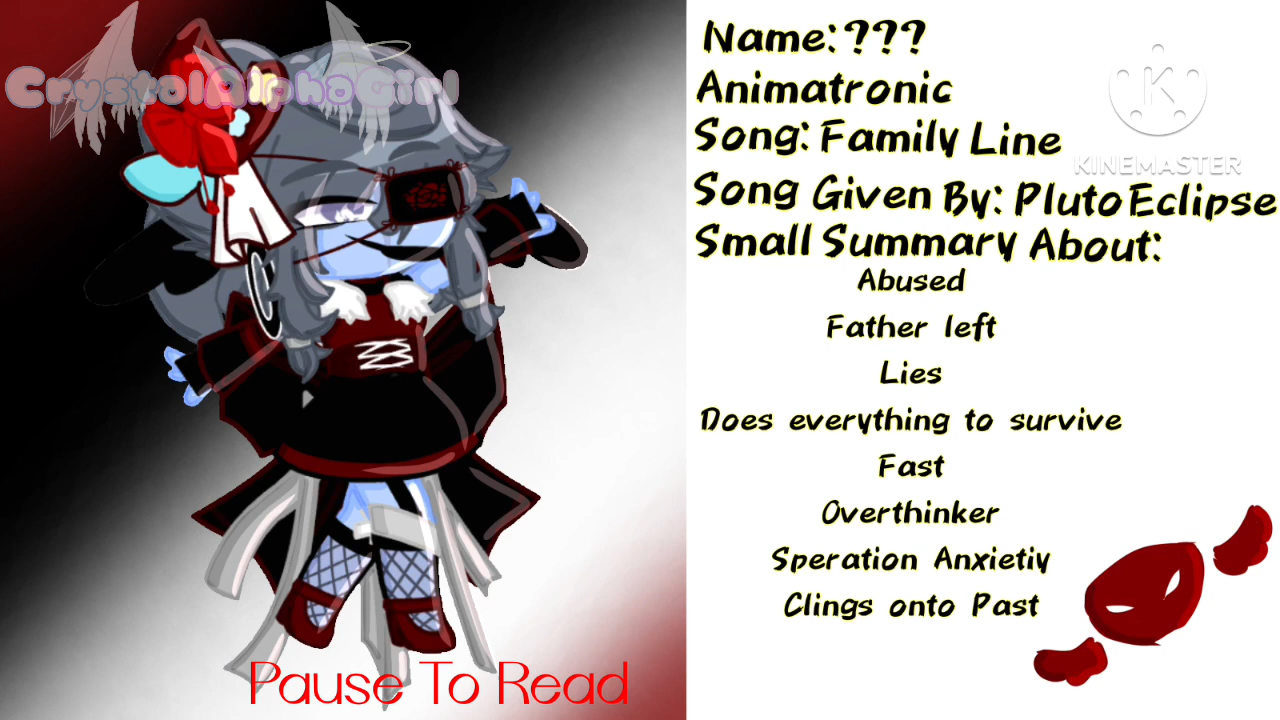 CrystalAlphaGirl
Name: ???
Animatronic
Song: Family Line
Song Given By: PlutoEclipse
Small Summary About:
Abused
Father left
Lies
Does everything to survive
Fast
Overthinker
Speration Anxietiy
Clings onto Past
K
KINEMASTER
Pause To Read